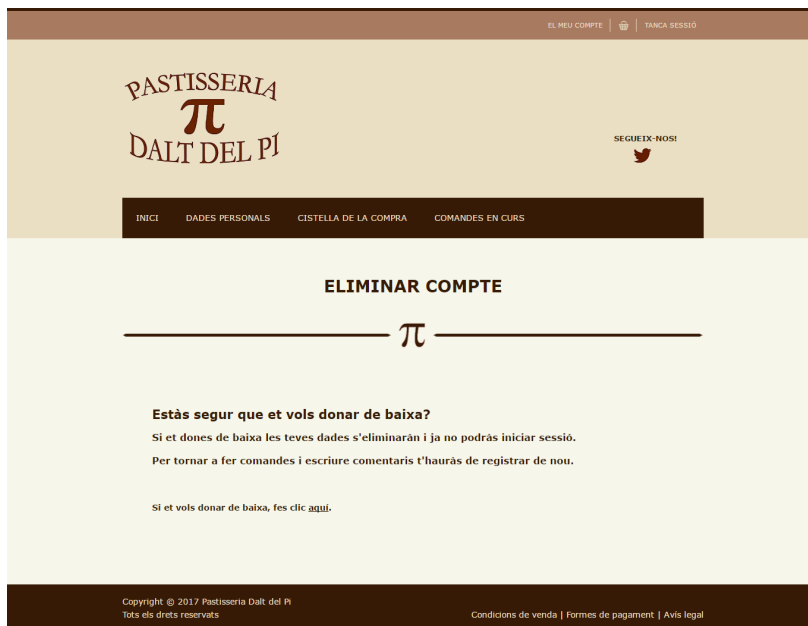 EL MEU COMPTE
TANCA SESSIÓ
PASTISSERIA
π
DALT DEL PI
SEGUEIX-NOS!
INICI DADES PERSONALS CISTELLA DE LA COMPRA COMANDES EN CURS
ELIMINAR COMPTE
π
Estàs segur que et vols donar de baixa?
Si et dones de baixa les teves dades s'eliminaràn i ja no podràs iniciar sessió.
Per tornar a fer comandes i escriure comentaris t'hauràs de registrar de nou.
Si et vols donar de baixa, fes clic aquí.
Copyright © 2017 Pastisseria Dalt del Pi
Tots els drets reservats
Condicions de venda | Formes de pagament | Avís legal